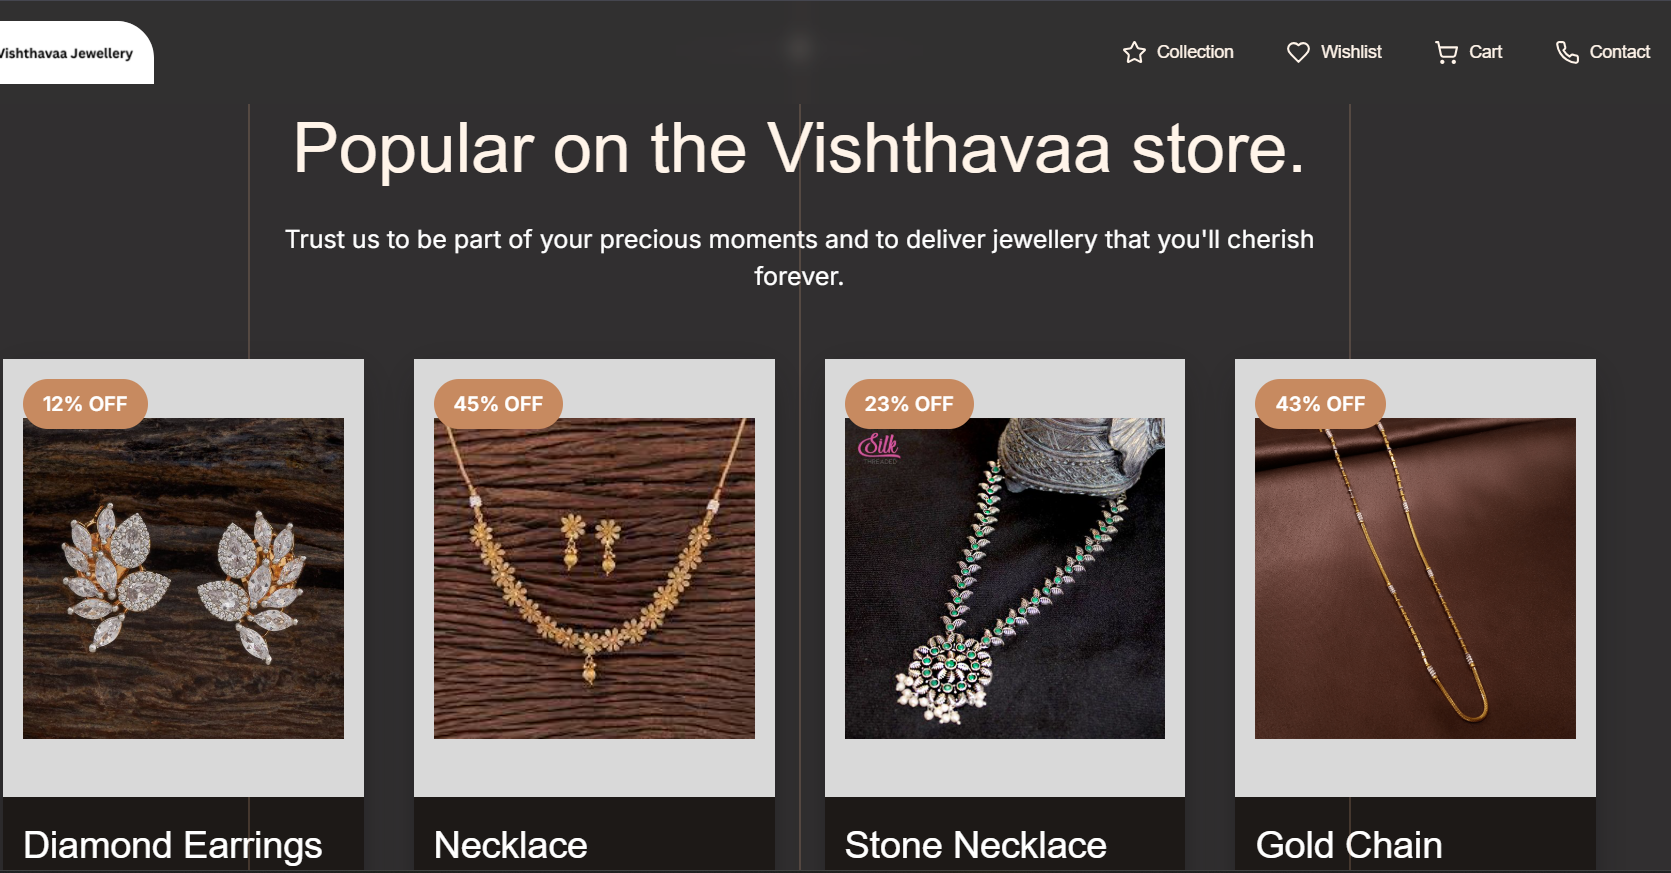 Vishthavaa Jewellery
Collection
Wishlist
Cart
Contact
Popular on the Vishthavaa store.
Trust us to be part of your precious moments and to deliver jewellery that you'll cherish
forever.
12% OFF
45% OFF
23% OFF
43% OFF
Silk
THREADED
Diamond Earrings
Necklace
Stone Necklace
Gold Chain